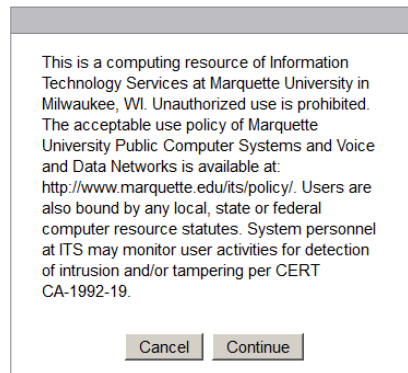 This is a computing resource of Information
Technology Services at Marquette University in
Milwaukee, WI. Unauthorized use is prohibited.
The acceptable use policy of Marquette
University Public Computer Systems and Voice
and Data Networks is available at:
http://www.marquette.edu/its/policy/. Users are
also bound by any local, state or federal
computer resource statutes. System personnel
at ITS may monitor user activities for detection
of intrusion and/or tampering per CERT
CA-1992-19.
Cancel Continue